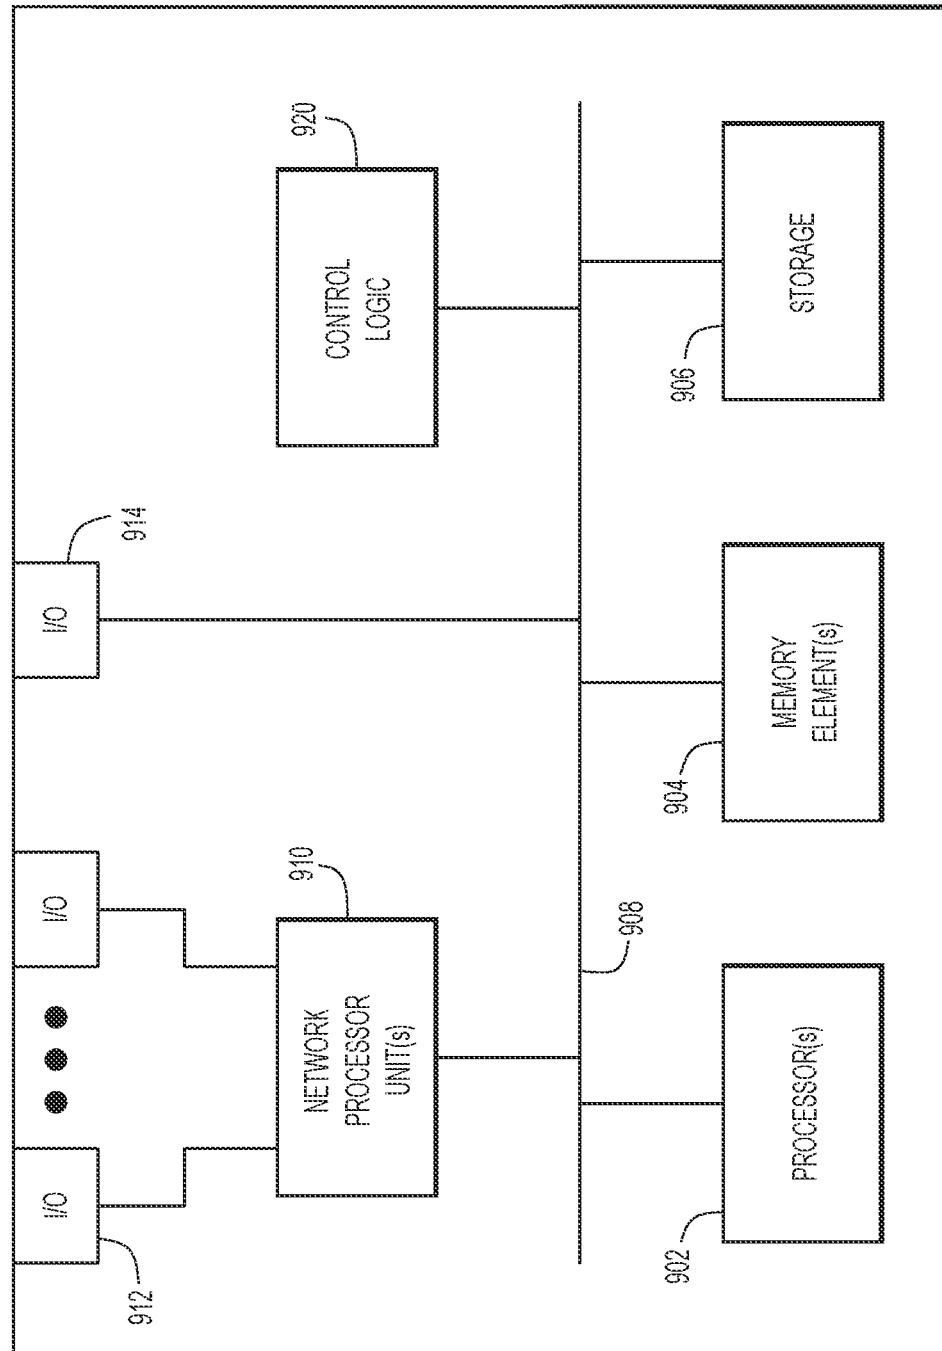 912
I/O
I/O
I/O
914
910
NETWORK
PROCESSOR
UNIT(s)
920
CONTROL
LOGIC
908
902
PROCESSOR(s)
904
MEMORY
ELEMENT(s)
906
STORAGE